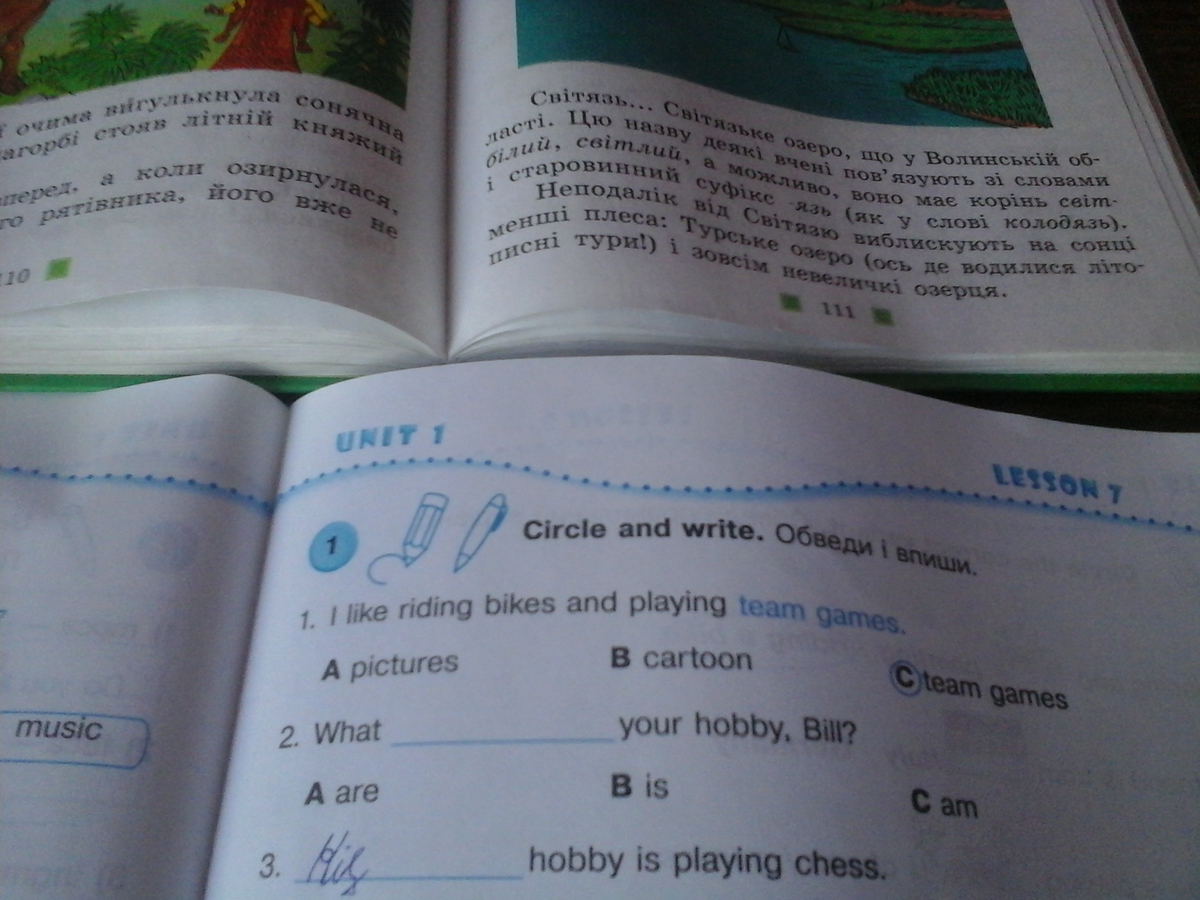 ї очима вигулькнула сонячна
пагорбі стояв літній княжий
вперед, а коли озирнулася,
го рятівника, його вже не
110
Світязь... Світязьке озеро, що у Волинській об-
ласті. Цю назву деякі вчені пов'язують зі словами
білий, світлий, а можливо, воно має корінь світ-
і старовинний суфікс -язь (як у слові колодязь).
Неподалік від Світязю виблискують на сонці
менші плеса: Турське озеро (ось де водилися літо-
писні тури!) і зовсім невеличкі озерця.
111
UNIT 1
LESSON 7
1 Circle and write. Обведи і впиши.
1. I like riding bikes and playing team games.
A pictures B cartoon C team games
music
2. What ____ your hobby, Bill?
A are B is C am
3. His hobby is playing chess.